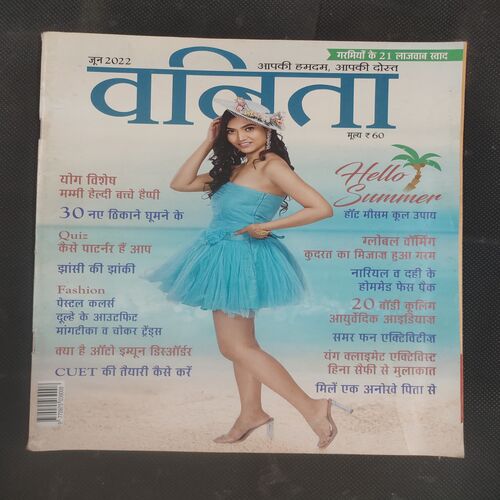 गरमियों के 21 लाजवाब स्वाद
जून 2022
आपकी हमदम, आपकी दोस्त
वनिता
मूल्य ₹ 60
योग विशेष
मम्मी हेल्दी बच्चे हैप्पी
30 नए ठिकाने घूमने के
Quiz
कैसे पार्टनर हैं आप
झांसी की झांकी
Fashion
पेस्टल कलर्स
दूल्हे के आउटफिट
मांगटीका व चोकर ट्रेंड्स
क्या है ऑटो इम्यून डिस्ऑर्डर
CUET की तैयारी कैसे करें
Hello
Summer
हॉट मौसम कूल उपाय
ग्लोबल वॉर्मिंग
कुदरत का मिजाज हुआ गरम
नारियल व दही के
होममेड फेस पैक
20 बॉडी कूलिंग
आयुर्वेदिक आइडियाज
समर फन एक्टिविटीज
यंग क्लाइमेट एक्टिविस्ट
हिना सैफी से मुलाकात
मिलें एक अनोखे पिता से